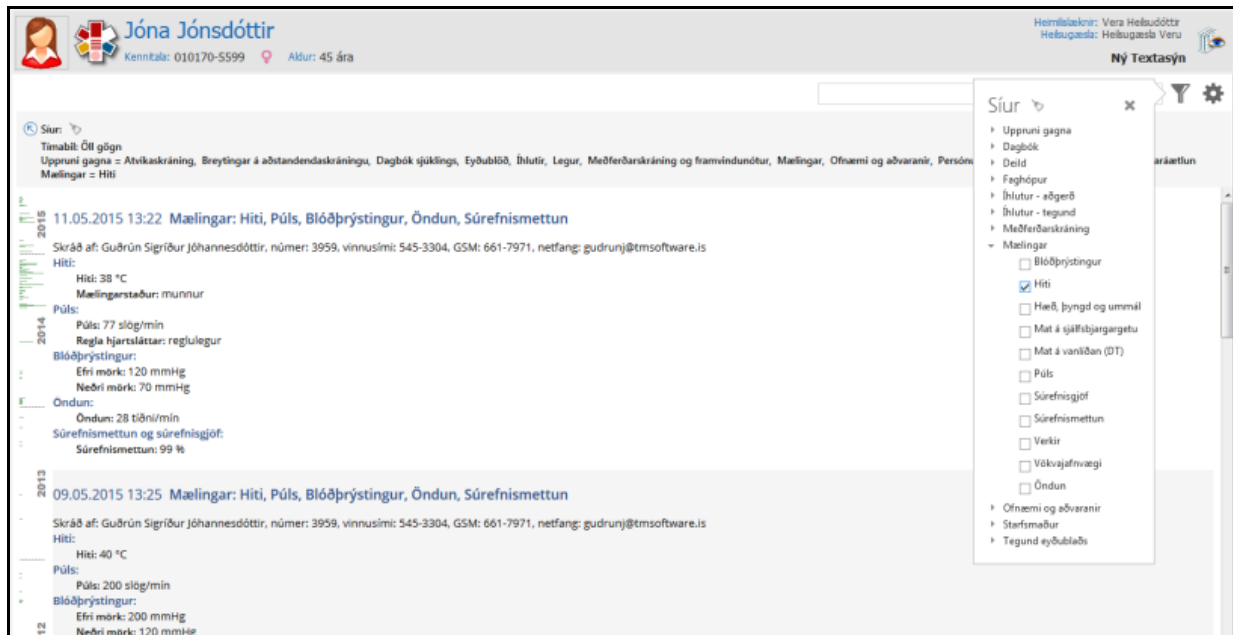 Jóna Jónsdóttir
Kennitala: 010170-5599 Aldur: 45 ára
Heimilislæknir: Vera Heilsudóttir
Heilsugæsla: Heilsugæsla Veru
Ný Textasýn
Síur:
Tímabil: Öll gögn
Uppruni gagna = Atvikaskráning, Breytingar á aðstandendaskráningu, Dagbók sjúklings, Eyðublöð, Íhlutir, Legur, Meðferðarskráning og framvindunótur, Mælingar, Ofnæmi og aðvaranir,
Mælingar = Hiti
2015
2014
2013
12
11.05.2015 13:22 Mælingar: Hiti, Púls, Blóðþrýstingur, Öndun, Súrefnismettun
Skráð af: Guðrún Sigríður Jóhannesdóttir, númer: 3959, vinnusími: 545-3304, GSM: 661-7971, netfang: gudrunj@tmsoftware.is
Hiti:
Hiti: 38 °C
Mælingarstaður: munnur
Púls:
Púls: 77 slög/mín
Regla hjartsláttar: reglulegur
Blóðþrýstingur:
Efri mörk: 120 mmHg
Neðri mörk: 70 mmHg
Öndun:
Öndun: 28 tíðni/mín
Súrefnismettun og súrefnisgjöf:
Súrefnismettun: 99 %
09.05.2015 13:25 Mælingar: Hiti, Púls, Blóðþrýstingur, Öndun, Súrefnismettun
Skráð af: Guðrún Sigríður Jóhannesdóttir, númer: 3959, vinnusími: 545-3304, GSM: 661-7971, netfang: gudrunj@tmsoftware.is
Hiti:
Hiti: 40 °C
Púls:
Púls: 200 slög/mín
Blóðþrýstingur:
Efri mörk: 200 mmHg
Neðri mörk: 120 mmHg
Síur
Uppruni gagna
Dagbók
Deild
Faghópur
Íhlutur - aðgerð
Íhlutur - tegund
Meðferðarskráning
Mælingar
Blóðþrýstingur
Hiti
Hæð, þyngd og ummál
Mat á sjálfsbjargargetu
Mat á vanlíðan (DT)
Púls
Súrefnisgjöf
Súrefnismettun
Verkir
Vökvajafnvægi
Öndun
Ofnæmi og aðvaranir
Starfsmaður
Tegund eyðublaðs